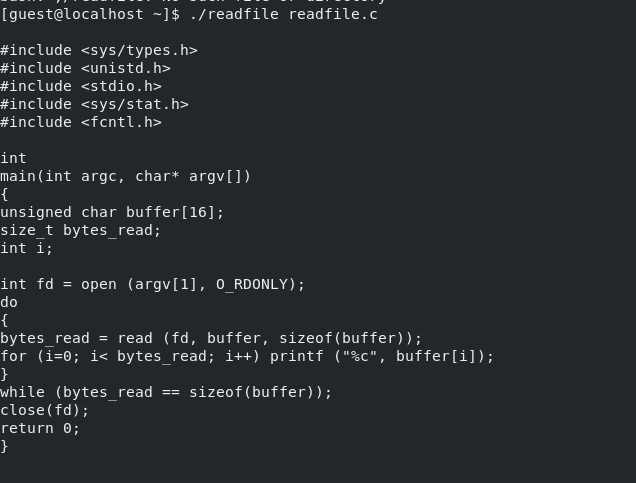 [guest@localhost ~]$ ./readfile readfile.c
#include <sys/types.h>
#include <unistd.h>
#include <stdio.h>
#include <sys/stat.h>
#include <fcntl.h>
int
main(int argc, char* argv[])
{
unsigned char buffer[16];
size_t bytes_read;
int i;
int fd = open (argv[1], O_RDONLY);
do
{
bytes_read = read (fd, buffer, sizeof(buffer));
for (i=0; i< bytes_read; i++) printf ("%c", buffer[i]);
}
while (bytes_read == sizeof(buffer));
close(fd);
return 0;
}